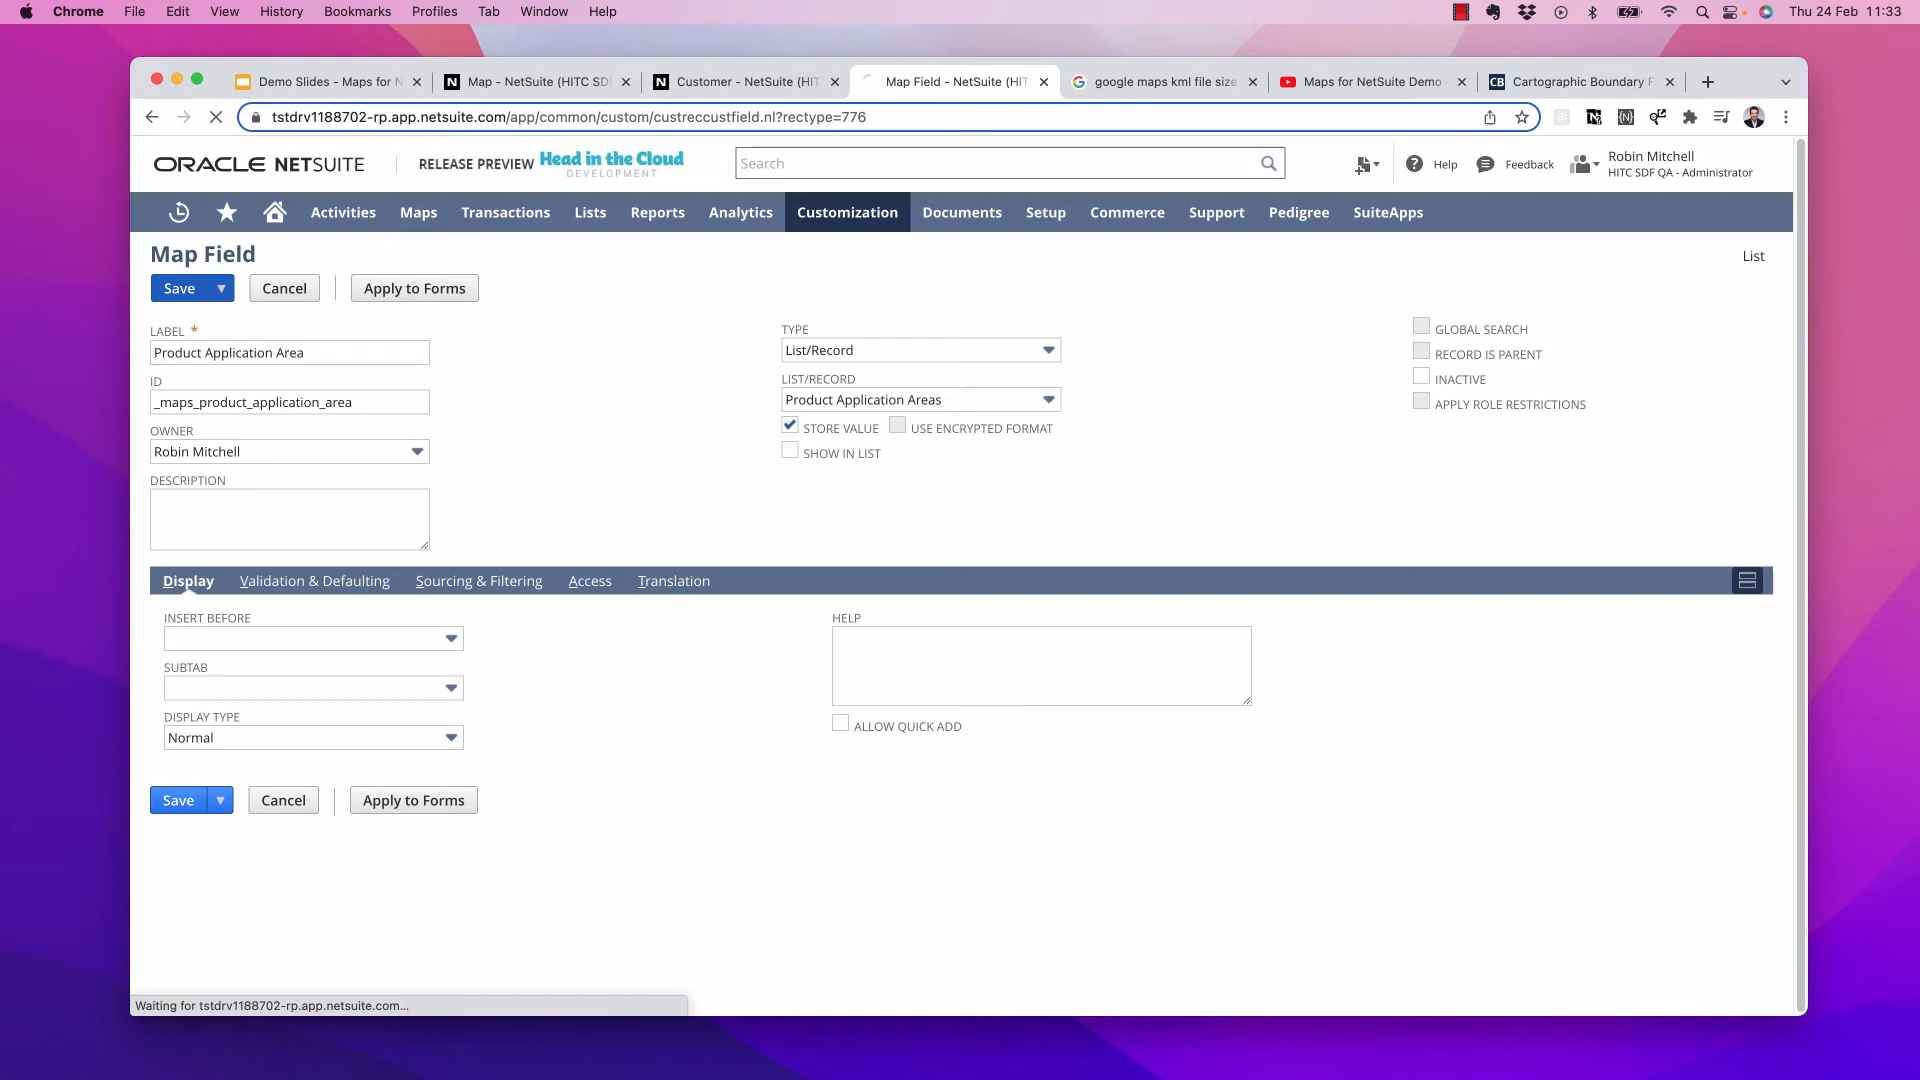 Chrome File Edit View History Bookmarks Profiles Tab Window Help Thu 24 Feb 11:33
Demo Slides - Maps for N Map - NetSuite (HITC SD Customer - NetSuite (HIT Map Field - NetSuite (HIT google maps kml file size Maps for NetSuite Demo Cartographic Boundary F
tstdrv1188702-rp.app.netsuite.com/app/common/custom/custreccustfield.nl?rectype=776
ORACLE NETSUITE RELEASE PREVIEW Head in the Cloud
DEVELOPMENT
Search
Help Feedback Robin Mitchell
HITC SDF QA - Administrator
Activities Maps Transactions Lists Reports Analytics Customization Documents Setup Commerce Support Pedigree SuiteApps
Map Field
List
Save Cancel Apply to Forms
LABEL *
Product Application Area
ID
_maps_product_application_area
OWNER
Robin Mitchell
DESCRIPTION
TYPE
List/Record
LIST/RECORD
Product Application Areas
STORE VALUE USE ENCRYPTED FORMAT
SHOW IN LIST
GLOBAL SEARCH
RECORD IS PARENT
INACTIVE
APPLY ROLE RESTRICTIONS
Display Validation & Defaulting Sourcing & Filtering Access Translation
INSERT BEFORE
SUBTAB
DISPLAY TYPE
Normal
HELP
ALLOW QUICK ADD
Save Cancel Apply to Forms
Waiting for tstdrv1188702-rp.app.netsuite.com...